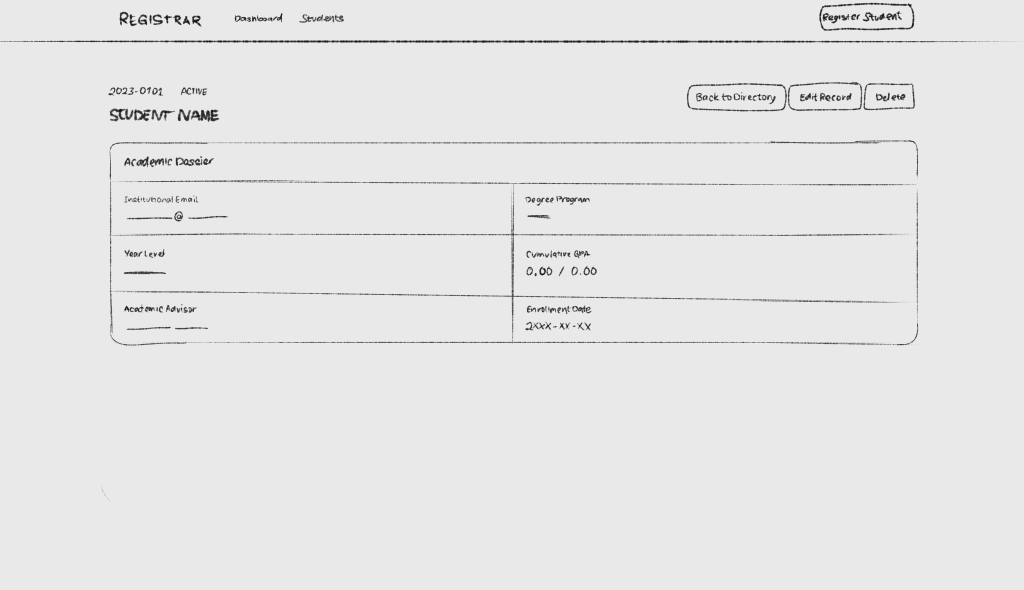 REGISTRAR Dashboard Students Register Student
2023-0101 ACTIVE
STUDENT NAME
Back to Directory Edit Record Delete
Academic Dossier
Institutional Email Degree Program
@
Year Level Cumulative GPA
0.00 / 0.00
Academic Advisor Enrollment Date
2XXX-XX-XX